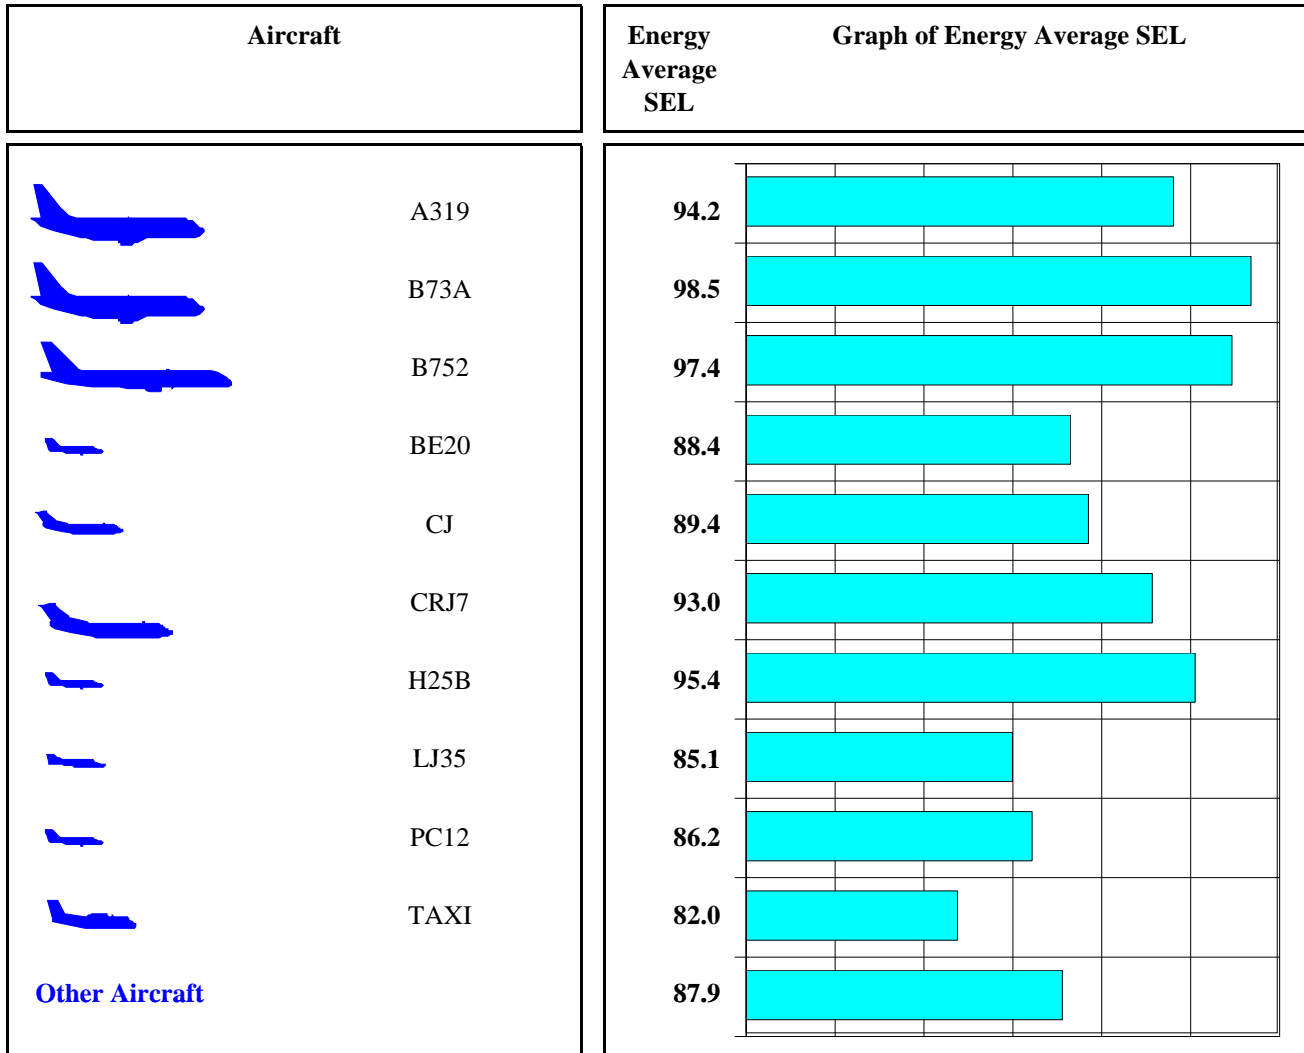 Aircraft
Energy
Average
SEL
Graph of Energy Average SEL
A319 94.2
B73A 98.5
B752 97.4
BE20 88.4
CJ 89.4
CRJ7 93.0
H25B 95.4
LJ35 85.1
PC12 86.2
TAXI 82.0
Other Aircraft 87.9